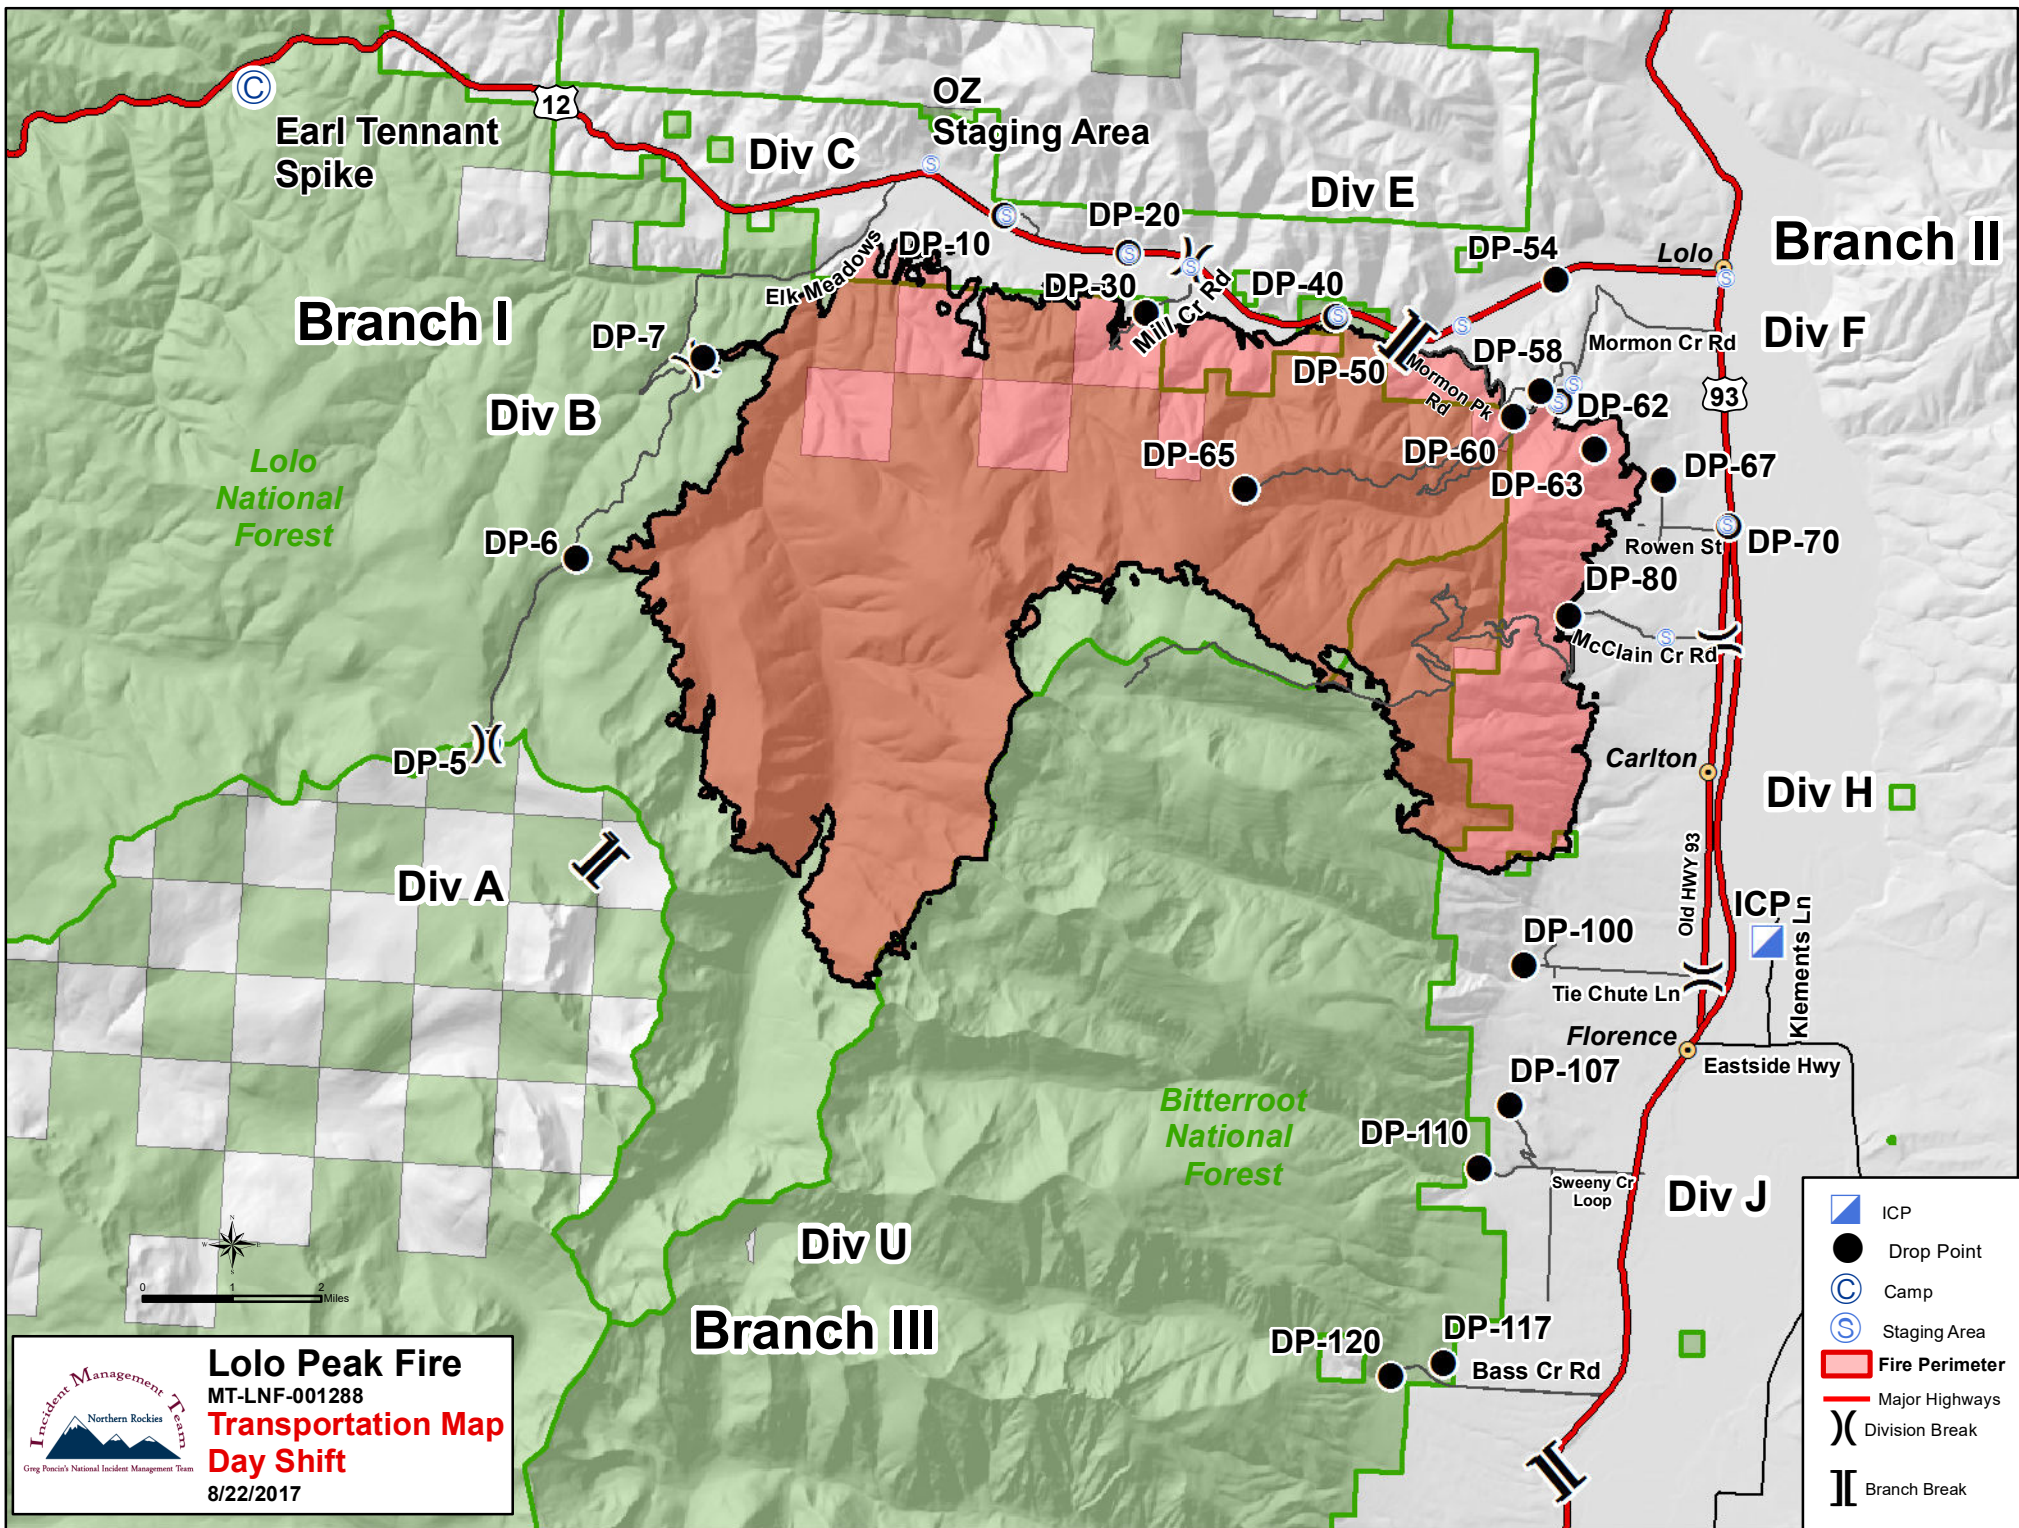 12
OZ
Staging Area
Earl Tennant
Spike
Div C
Div E
DP-20
DP-10
DP-54
Lolo
Branch II
Elk Meadows
DP-30
Mill Cr Rd
DP-40
Branch I
DP-7
Mormon Cr Rd
Div F
DP-58
DP-50
Mormon Pk
Rd
93
Div B
DP-62
DP-65
DP-60
DP-67
DP-63
Lolo
National
Forest
DP-6
Rowen St
DP-70
DP-80
McClain Cr Rd
DP-5
Carlton
Div H
Old HWY 93
Div A
ICP
Klements Ln
DP-100
Tie Chute Ln
Florence
Eastside Hwy
DP-107
Bitterroot
National
Forest
DP-110
Sweeny Cr
Loop
Div J
Div U
Branch III
DP-120
DP-117
Bass Cr Rd
N
W
E
S
0 1 2
Miles
Incident Management Team
Northern Rockies
Greg Poncin's National Incident Management Team
Lolo Peak Fire
MT-LNF-001288
Transportation Map
Day Shift
8/22/2017
ICP
Drop Point
C Camp
S Staging Area
Fire Perimeter
Major Highways
Division Break
Branch Break